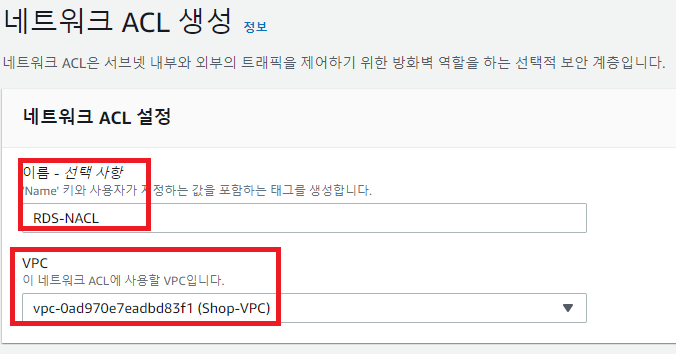 네트워크 ACL 생성 정보
네트워크 ACL은 서브넷 내부와 외부의 트래픽을 제어하기 위한 방화벽 역할을 하는 선택적 보안 계층입니다.
네트워크 ACL 설정
이름 - 선택 사항
'Name' 키와 사용자가 지정하는 값을 포함하는 태그를 생성합니다.
RDS-NACL
VPC
이 네트워크 ACL에 사용할 VPC입니다.
vpc-0ad970e7eadbd83f1 (Shop-VPC)